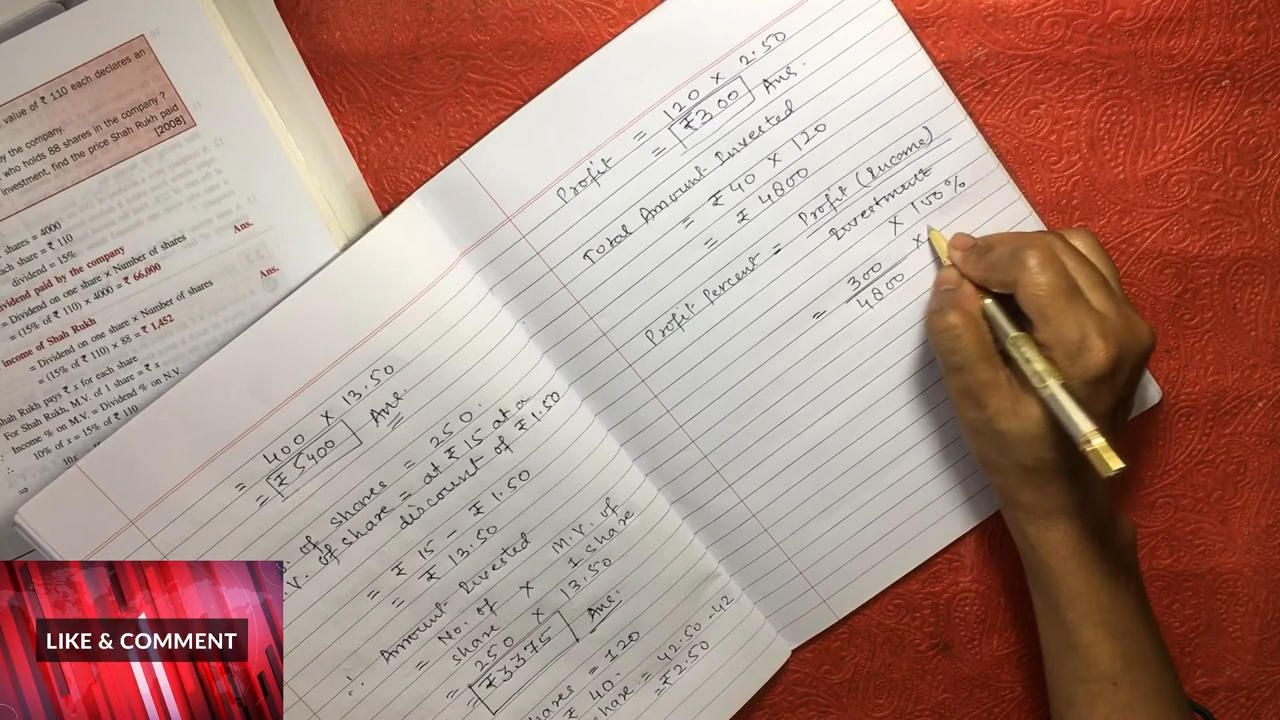 value of ₹ 110 each declares an
by the company.
who holds 88 shares in the company ?
investment, find the price Shah Rukh paid
[2008]
shares = 4000
each share = ₹ 110
dividend = 15%
dividend paid by the company
= Dividend on one share × Number of shares
= (15% of ₹ 110) × 4000 = ₹ 66,000
Ans.
income of Shah Rukh
= Dividend on one share × Number of shares
= (15% of ₹ 110) × 88 = ₹ 1,452
Ans.
Shah Rukh pays ₹ x for each share
For Shah Rukh, M.V. of 1 share = ₹ x
Income % on M.V. = Dividend % on N.V.
∴ 10% of x = 15% of ₹ 110
⇒ 10x
= 400 × 13.50
= ₹5400 Ans.
of shares = 250.
V. of share = at ₹15 at a
discount of ₹1.50
= ₹ 15 - ₹1.50
= ₹ 13.50
Amount Invested
∴ = No. of share × M.V. of 1 share
= 250 × 13.50
= ₹3375 Ans.
shares = 120
₹ 40.
share = 42.50 - 42
= ₹2.50
Profit = 120 × 2.50
= ₹300 Ans.
Total Amount Invested
= ₹40 × 120
= ₹ 4800
Profit Percent = Profit (Income)
Investment
× 100%
= 300 ×
4800
LIKE & COMMENT